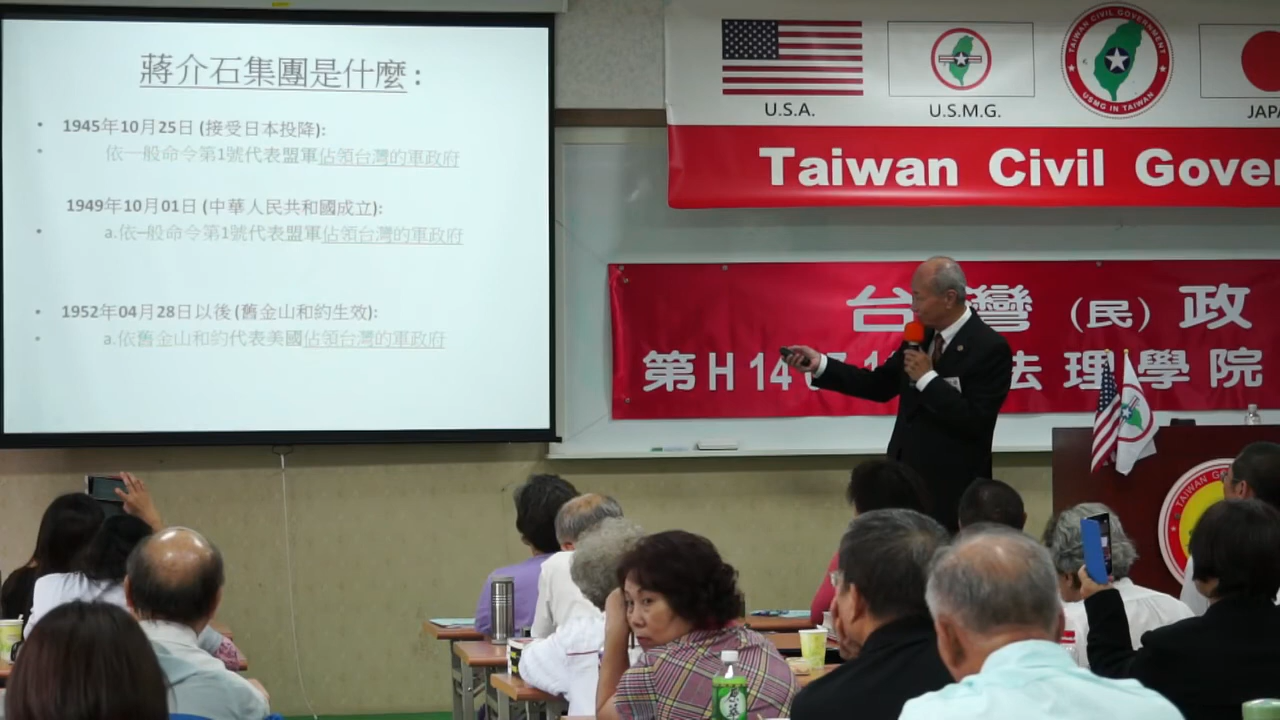 蔣介石集團是什麼：
• 1945年10月25日 (接受日本投降):
• 依一般命令第1號代表盟軍佔領台灣的軍政府
1949年10月01日 (中華人民共和國成立):
• a.依一般命令第1號代表盟軍佔領台灣的軍政府
• 1952年04月28日以後 (舊金山和約生效):
• a.依舊金山和約代表美國佔領台灣的軍政府
U.S.A.
U.S.M.G.
TAIWAN CIVIL GOVERNMENT
USMG IN TAIWAN
Taiwan Civil
台灣（民）政
第H14
法理學院
TAIWAN